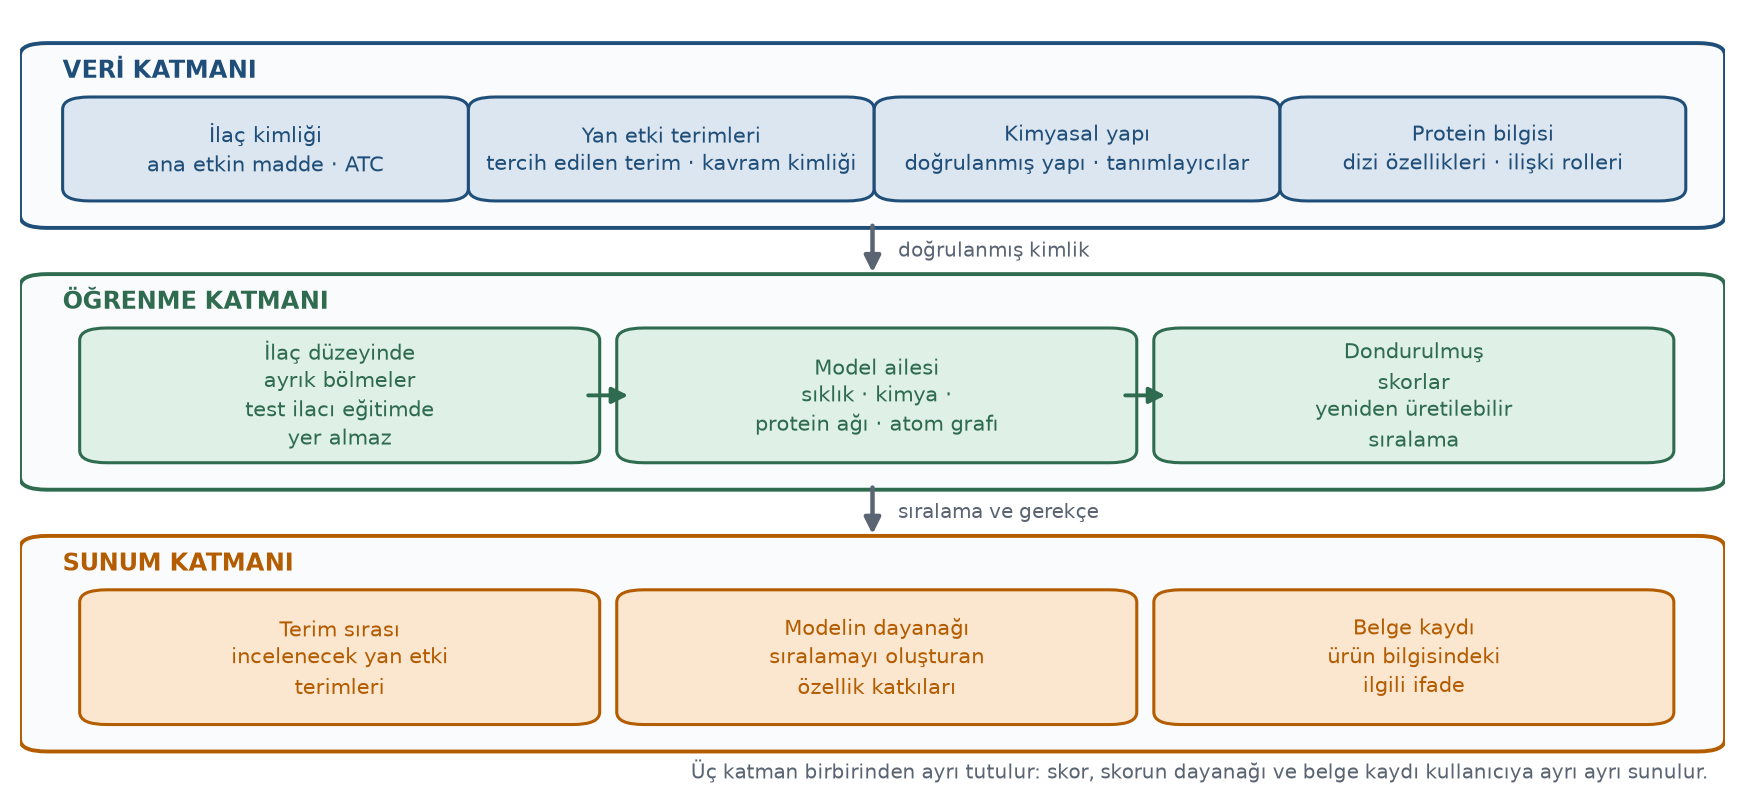 VERİ KATMANI
İlaç kimliği
ana etkin madde · ATC
Yan etki terimleri
tercih edilen terim · kavram kimliği
Kimyasal yapı
doğrulanmış yapı · tanımlayıcılar
Protein bilgisi
dizi özellikleri · ilişki rolleri
doğrulanmış kimlik
ÖĞRENME KATMANI
İlaç düzeyinde
ayrık bölmeler
test ilacı eğitimde
yer almaz
Model ailesi
sıklık · kimya ·
protein ağı · atom grafı
Dondurulmuş
skorlar
yeniden üretilebilir
sıralama
sıralama ve gerekçe
SUNUM KATMANI
Terim sırası
incelenecek yan etki
terimleri
Modelin dayanağı
sıralamayı oluşturan
özellik katkıları
Belge kaydı
ürün bilgisindeki
ilgili ifade
Üç katman birbirinden ayrı tutulur: skor, skorun dayanağı ve belge kaydı kullanıcıya ayrı ayrı sunulur.